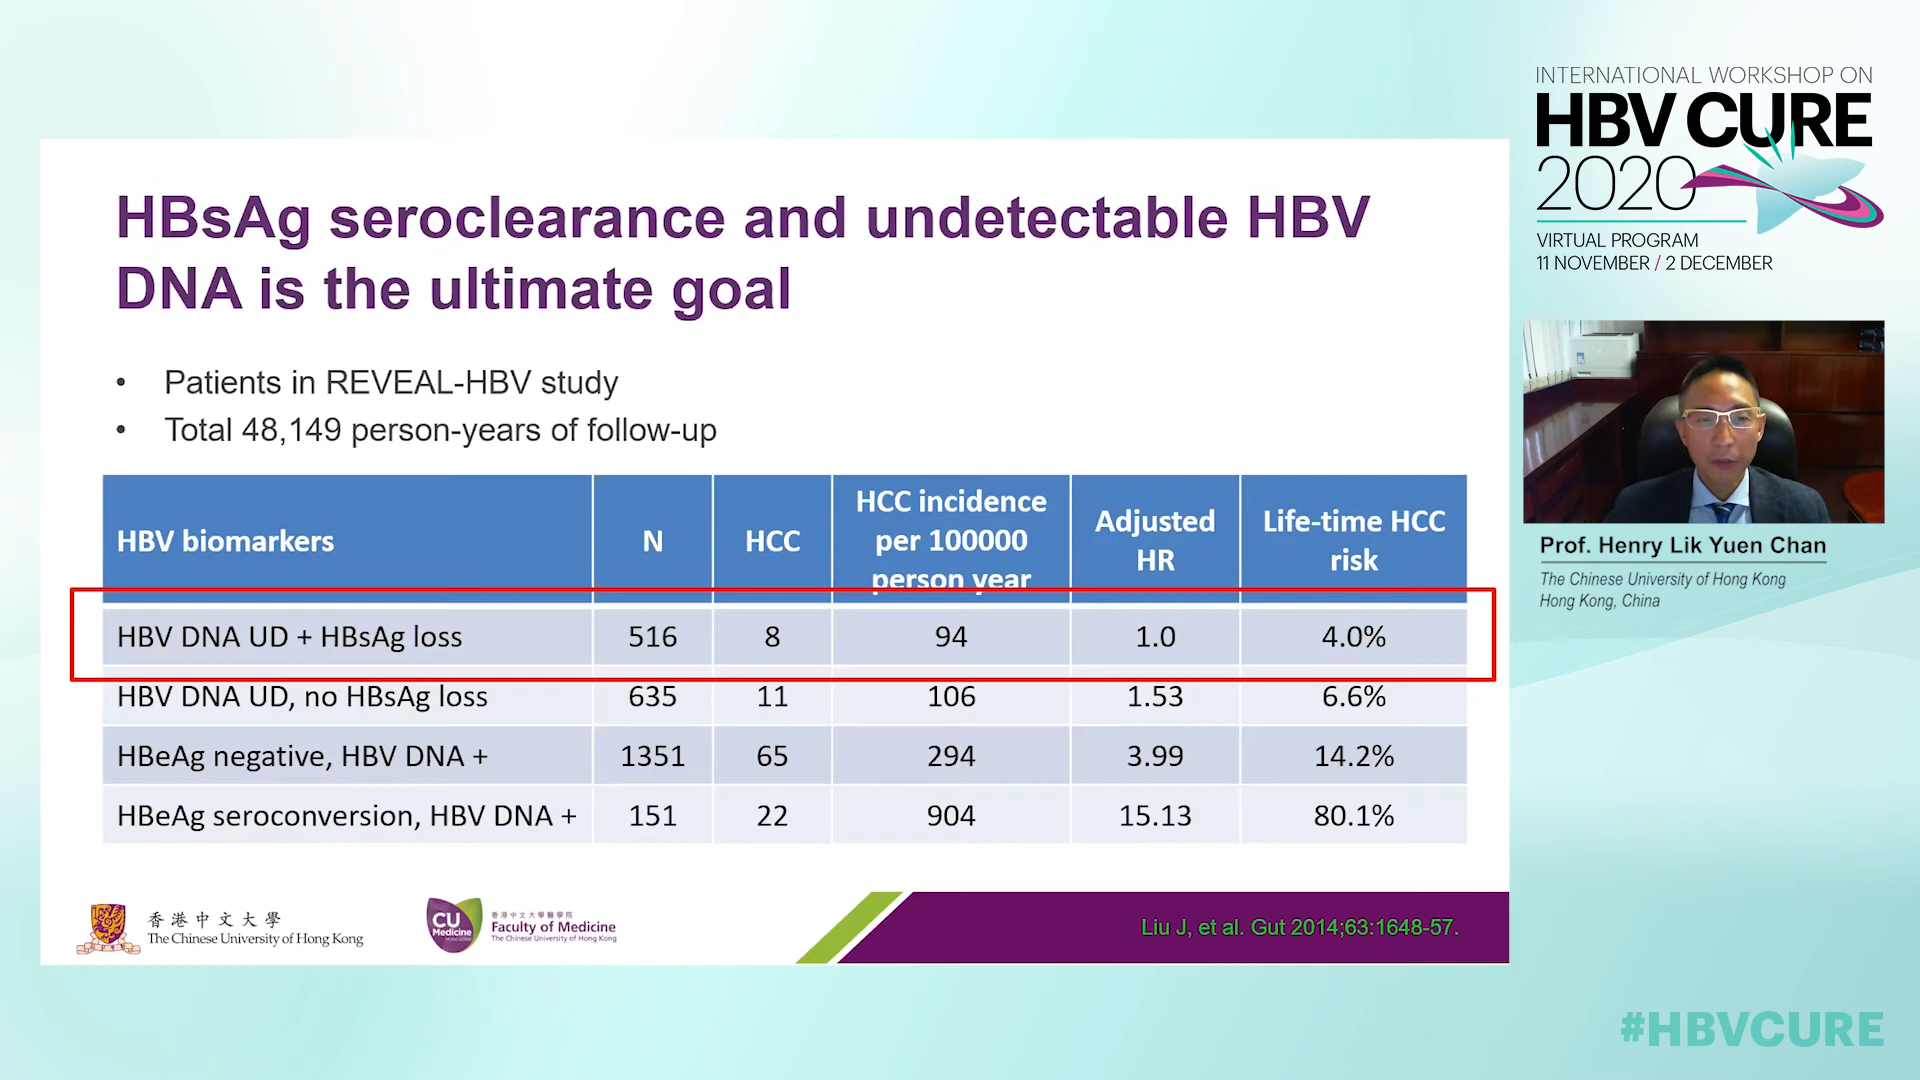 INTERNATIONAL WORKSHOP ON
HBV CURE
2020
VIRTUAL PROGRAM
11 NOVEMBER / 2 DECEMBER
HBsAg seroclearance and undetectable HBV
DNA is the ultimate goal
• Patients in REVEAL-HBV study
• Total 48,149 person-years of follow-up
HBV biomarkers N HCC HCC incidence per 100000 person year Adjusted HR Life-time HCC risk
HBV DNA UD + HBsAg loss 516 8 94 1.0 4.0%
HBV DNA UD, no HBsAg loss 635 11 106 1.53 6.6%
HBeAg negative, HBV DNA + 1351 65 294 3.99 14.2%
HBeAg seroconversion, HBV DNA + 151 22 904 15.13 80.1%
Prof. Henry Lik Yuen Chan
The Chinese University of Hong Kong
Hong Kong, China
香港中文大學
The Chinese University of Hong Kong
CU
Medicine
HONG KONG
香港中文大學醫學院
Faculty of Medicine
The Chinese University of Hong Kong
Liu J, et al. Gut 2014;63:1648-57.
#HBVCURE